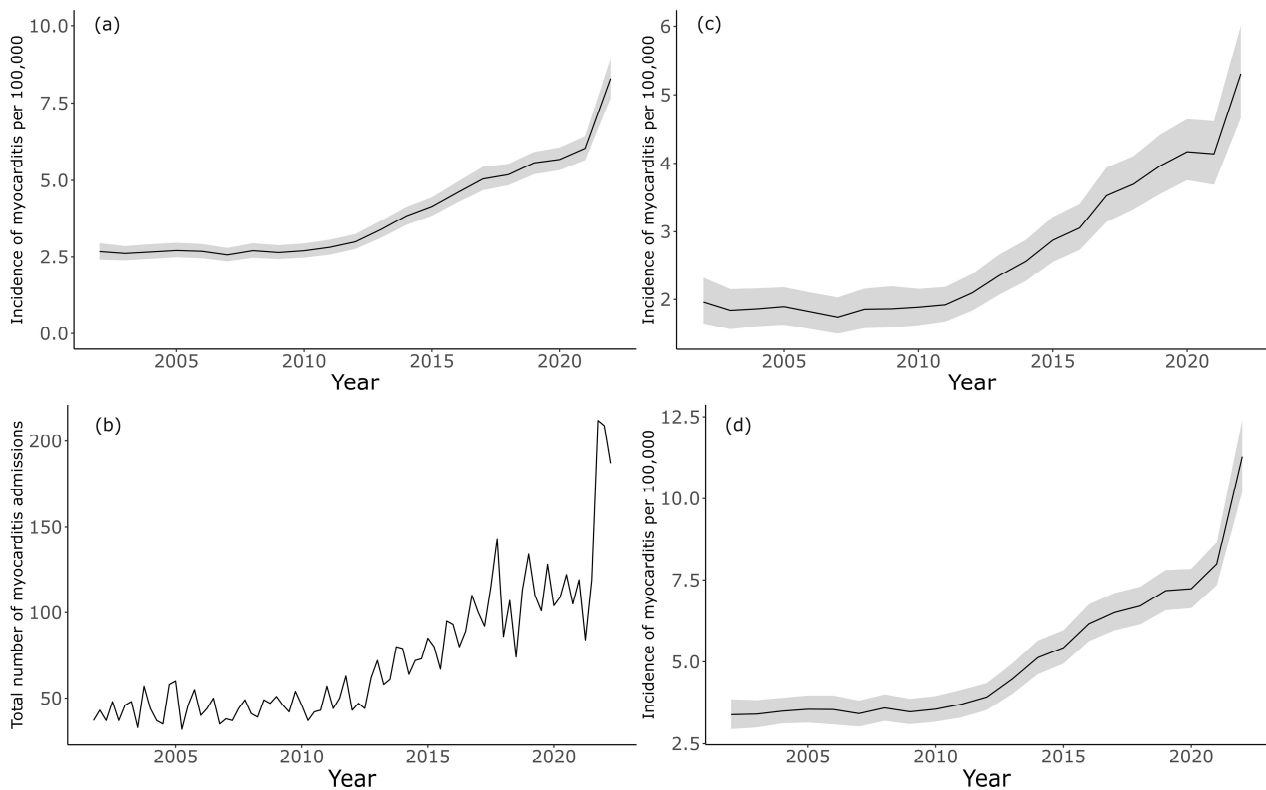 (a)
Incidence of myocarditis per 100,000
10.0
7.5
5.0
2.5
0.0
2005
2010
2015
2020
Year
(c)
Incidence of myocarditis per 100,000
6
5
4
3
2
2005
2010
2015
2020
Year
(b)
Total number of myocarditis admissions
200
150
100
50
2005
2010
2015
2020
Year
(d)
Incidence of myocarditis per 100,000
12.5
10.0
7.5
5.0
2.5
2005
2010
2015
2020
Year